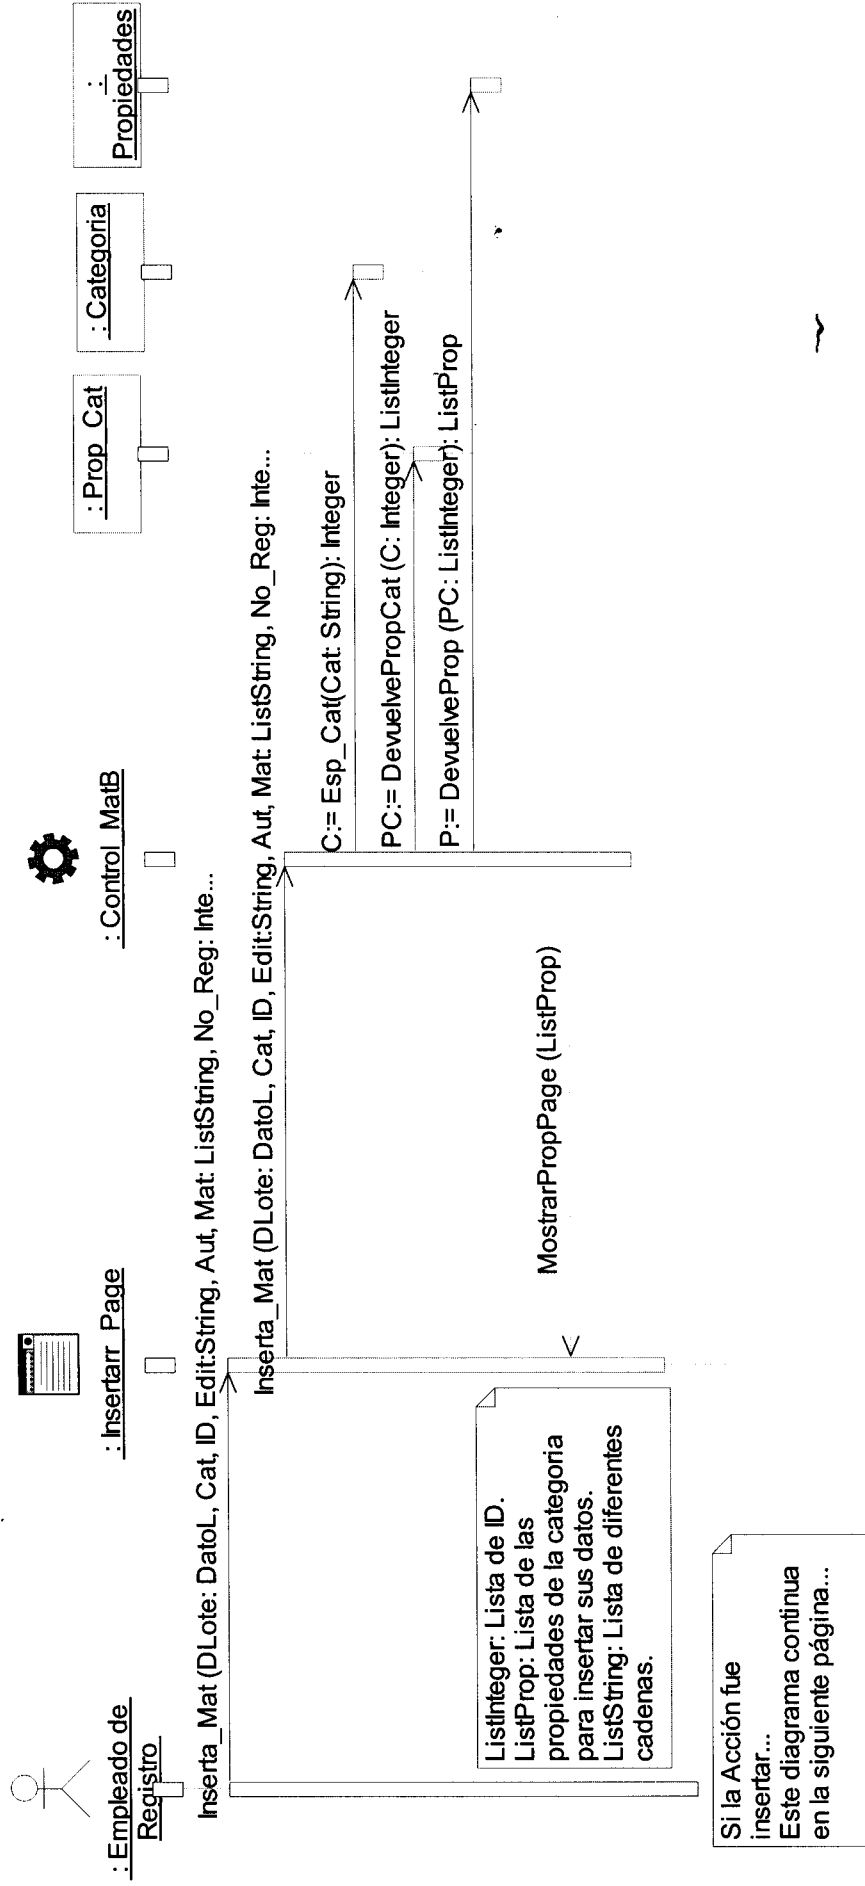 : Empleado de
Registro
: Insertarr_Page
: Control_MatB
: Prop_Cat
: Categoria
:
Propiedades
Inserta_Mat (DLote: DatoL, Cat, ID, Edit:String, Aut, Mat: ListString, No_Reg: Inte...
Inserta_Mat (DLote: DatoL, Cat, ID, Edit:String, Aut, Mat: ListString, No_Reg: Inte...
C:= Esp_Cat(Cat: String): Integer
PC:= DevuelvePropCat (C: Integer): ListInteger
P:= DevuelveProp (PC: ListInteger): ListProp
MostrarPropPage (ListProp)
ListInteger: Lista de ID.
ListProp: Lista de las
propiedades de la categoria
para insertar sus datos.
ListString: Lista de diferentes
cadenas.
Si la Acción fue
insertar...
Este diagrama continua
en la siguiente página...